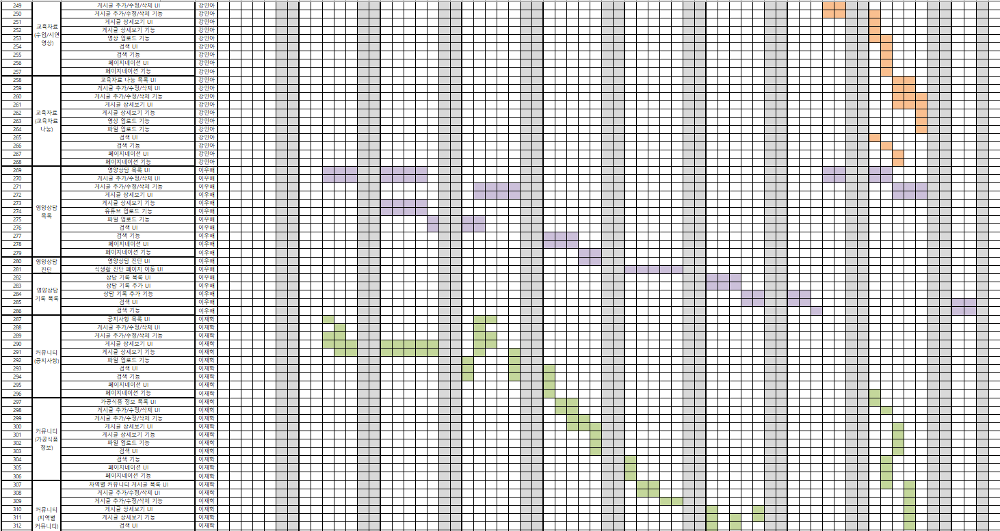 249 게시글 추가/수정/삭제 UI 강민아
250 게시글 추가/수정/삭제 기능 강민아
251 게시글 상세보기 UI 강민아
252 교육자료 게시글 상세보기 기능 강민아
253 (수업/시연 영상 업로드 기능 강민아
254 영상) 검색 UI 강민아
255 검색 기능 강민아
256 페이지네이션 UI 강민아
257 페이지네이션 기능 강민아
258 교육자료 나눔 목록 UI 강민아
259 게시글 추가/수정/삭제 UI 강민아
260 게시글 추가/수정/삭제 기능 강민아
261 게시글 상세보기 UI 강민아
262 교육자료 게시글 상세보기 기능 강민아
263 (교육자료 영상 업로드 기능 강민아
264 나눔) 파일 업로드 기능 강민아
265 검색 UI 강민아
266 검색 기능 강민아
267 페이지네이션 UI 강민아
268 페이지네이션 기능 강민아
269 영양상담 목록 UI 이우배
270 게시글 추가/수정/삭제 UI 이우배
271 게시글 추가/수정/삭제 기능 이우배
272 게시글 상세보기 UI 이우배
273 영양상담 게시글 상세보기 기능 이우배
274 목록 유튜브 업로드 기능 이우배
275 파일 업로드 기능 이우배
276 검색 UI 이우배
277 검색 기능 이우배
278 페이지네이션 UI 이우배
279 페이지네이션 기능 이우배
280 영양상담 영양상담 진단 UI 이우배
281 진단 식생활 진단 페이지 이동 UI 이우배
282 상담 기록 목록 UI 이우배
283 상담 기록 추가 UI 이우배
284 영양상담 상담 기록 추가 기능 이우배
285 기록 목록 검색 UI 이우배
286 검색 기능 이우배
287 공지사항 목록 UI 이재학
288 게시글 추가/수정/삭제 UI 이재학
289 게시글 추가/수정/삭제 기능 이재학
290 게시글 상세보기 UI 이재학
291 커뮤니티 게시글 상세보기 기능 이재학
292 (공지사항) 파일 업로드 기능 이재학
293 검색 UI 이재학
294 검색 기능 이재학
295 페이지네이션 UI 이재학
296 페이지네이션 기능 이재학
297 가공식품 정보 목록 UI 이재학
298 게시글 추가/수정/삭제 UI 이재학
299 게시글 추가/수정/삭제 기능 이재학
300 게시글 상세보기 UI 이재학
301 커뮤니티 게시글 상세보기 기능 이재학
302 (가공식품 파일 업로드 기능 이재학
303 정보) 검색 UI 이재학
304 검색 기능 이재학
305 페이지네이션 UI 이재학
306 페이지네이션 기능 이재학
307 지역별 커뮤니티 게시글 목록 UI 이재학
308 게시글 추가/수정/삭제 UI 이재학
309 게시글 추가/수정/삭제 기능 이재학
310 커뮤니티 게시글 상세보기 UI 이재학
311 (지역별 게시글 상세보기 기능 이재학
312 커뮤니티) 검색 UI 이재학